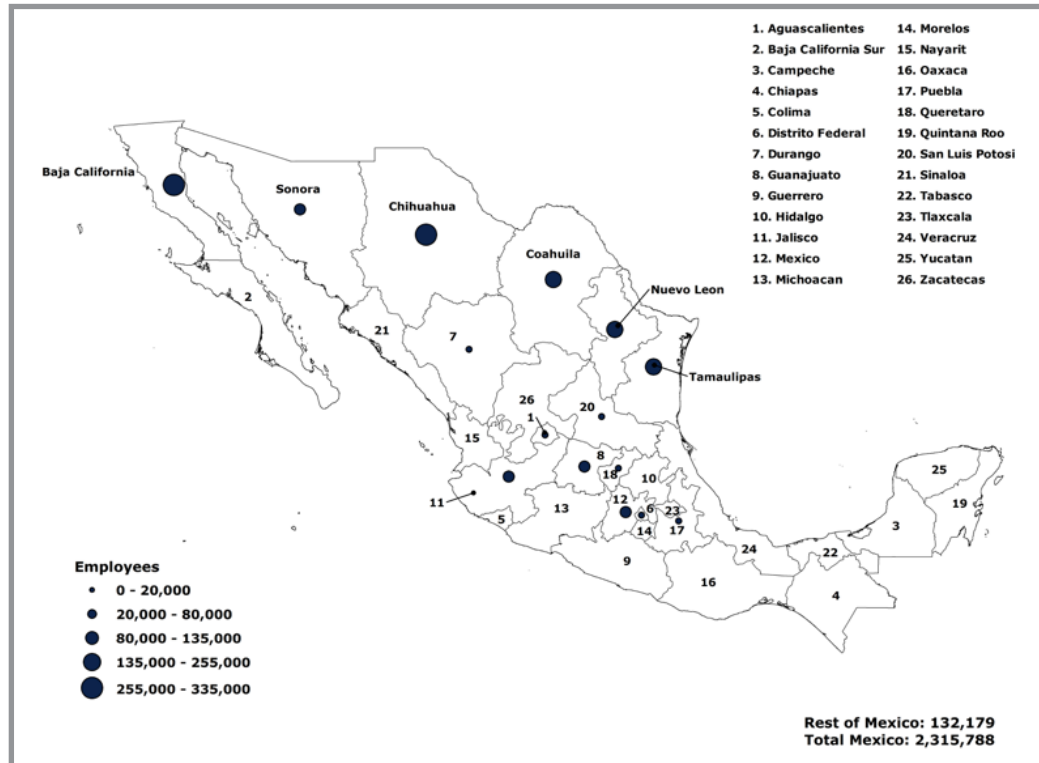 1. Aguascalientes
2. Baja California Sur
3. Campeche
4. Chiapas
5. Colima
6. Distrito Federal
7. Durango
8. Guanajuato
9. Guerrero
10. Hidalgo
11. Jalisco
12. Mexico
13. Michoacan
14. Morelos
15. Nayarit
16. Oaxaca
17. Puebla
18. Queretaro
19. Quintana Roo
20. San Luis Potosi
21. Sinaloa
22. Tabasco
23. Tlaxcala
24. Veracruz
25. Yucatan
26. Zacatecas
Baja California
Sonora
Chihuahua
Coahuila
Nuevo Leon
Tamaulipas
2
21
7
26
20
1
15
8
18
10
25
11
5
13
12
6
23
14
17
19
3
24
22
9
16
4
Employees
0 - 20,000
20,000 - 80,000
80,000 - 135,000
135,000 - 255,000
255,000 - 335,000
Rest of Mexico: 132,179
Total Mexico: 2,315,788